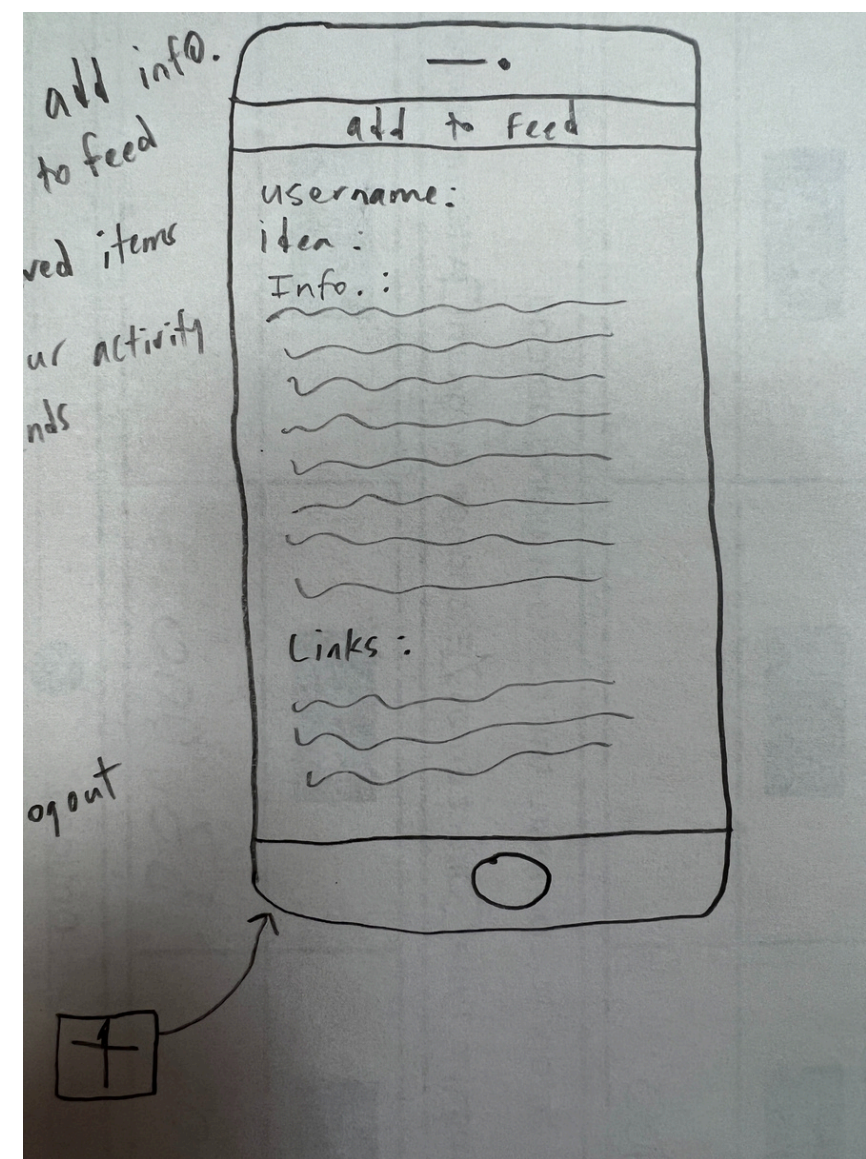 add info.
to feed
ved items
ur activity
nds
ogout
add to feed
username:
idea:
Info.:
Links: